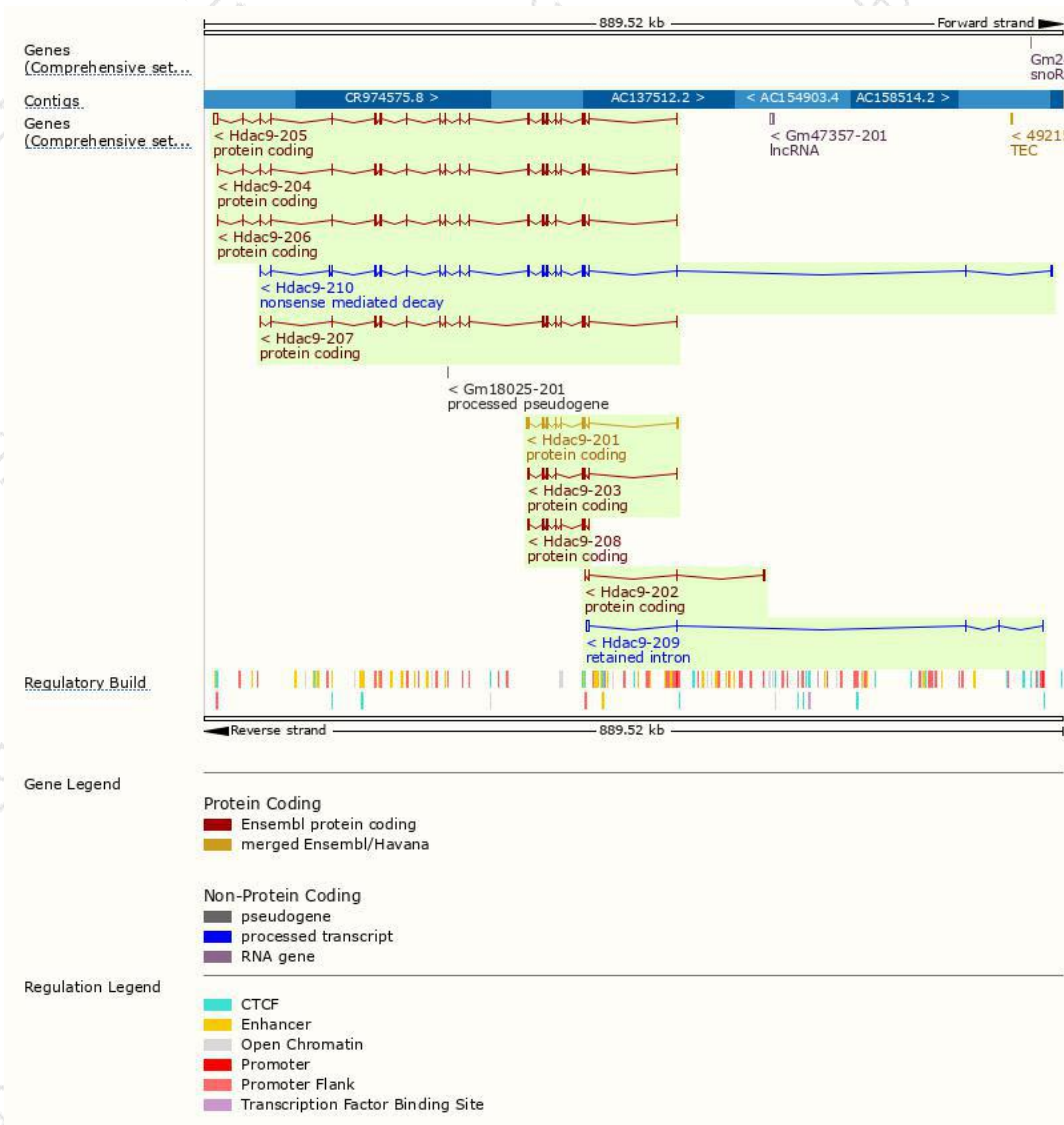 889.52 kb
Forward strand
Genes
(Comprehensive set...
Gm2
snoR
Contigs
CR974575.8 >
AC137512.2 >
< AC154903.4
AC158514.2 >
Genes
(Comprehensive set...
< Hdac9-205
protein coding
< Gm47357-201
lncRNA
< 4921
TEC
< Hdac9-204
protein coding
< Hdac9-206
protein coding
< Hdac9-210
nonsense mediated decay
< Hdac9-207
protein coding
< Gm18025-201
processed pseudogene
< Hdac9-201
protein coding
< Hdac9-203
protein coding
< Hdac9-208
protein coding
< Hdac9-202
protein coding
< Hdac9-209
retained intron
Regulatory Build
Reverse strand
889.52 kb
Gene Legend
Protein Coding
Ensembl protein coding
merged Ensembl/Havana
Non-Protein Coding
pseudogene
processed transcript
RNA gene
Regulation Legend
CTCF
Enhancer
Open Chromatin
Promoter
Promoter Flank
Transcription Factor Binding Site